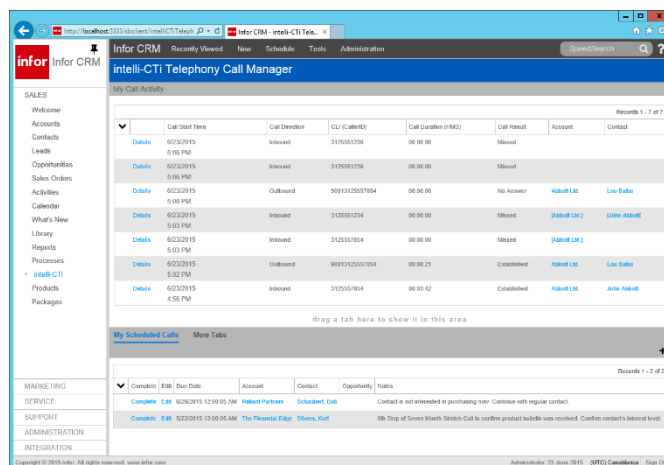 http://localhost:3333/slxclient/intelliCTiTeleph
Infor CRM - intelli-CTi Tele...
infor Infor CRM
Infor CRM Recently Viewed New Schedule Tools Administration SpeedSearch
intelli-CTi Telephony Call Manager
My Call Activity
SALES
Welcome
Accounts
Contacts
Leads
Opportunities
Sales Orders
Activities
Calendar
What's New
Library
Reports
Processes
intelli-CTi
Products
Packages
MARKETING
SERVICE
SUPPORT
ADMINISTRATION
INTEGRATION
Records 1 - 7 of 7
Call Start Time Call Direction CLI (CallerID) Call Duration (HMS) Call Result Account Contact
Details 6/23/2015 Inbound 3125551236 00:00:00 Missed
5:06 PM
Details 6/23/2015 Inbound 3125551236 00:00:00 Missed
5:06 PM
Details 6/23/2015 Outbound 90013125557854 00:00:00 No Answer Abbott Ltd. Lou Balbo
5:06 PM
Details 6/23/2015 Inbound 3125551234 00:00:00 Missed [Abbott Ltd.] [John Abbott]
5:03 PM
Details 6/23/2015 Inbound 3125557854 00:00:00 Missed [Abbott Ltd.]
5:03 PM
Details 6/23/2015 Outbound 90013125557854 00:00:21 Established Abbott Ltd. Lou Balbo
5:02 PM
Details 6/23/2015 Inbound 3125557854 00:03:42 Established Abbott Ltd. John Abbott
4:56 PM
drag a tab here to show it in this area
My Scheduled Calls More Tabs
Records 1 - 2 of 2
Complete Edit Due Date Account Contact Opportunity Notes
Complete Edit 6/29/2015 12:00:05 AM Reliant Partners Schaubert, Dob Contact is not interested in purchasing now. Continue with regular contact.
Complete Edit 5/22/2015 12:00:05 AM The Financial Edge Stivers, Kurt 8th Step of Seven Month Stretch Call to confirm product bulletin was received. Confirm contact's interest level.
Copyright © 2015 Infor. All rights reserved. www.infor.com
Administrator 23 June 2015 (UTC) Casablanca Sign O